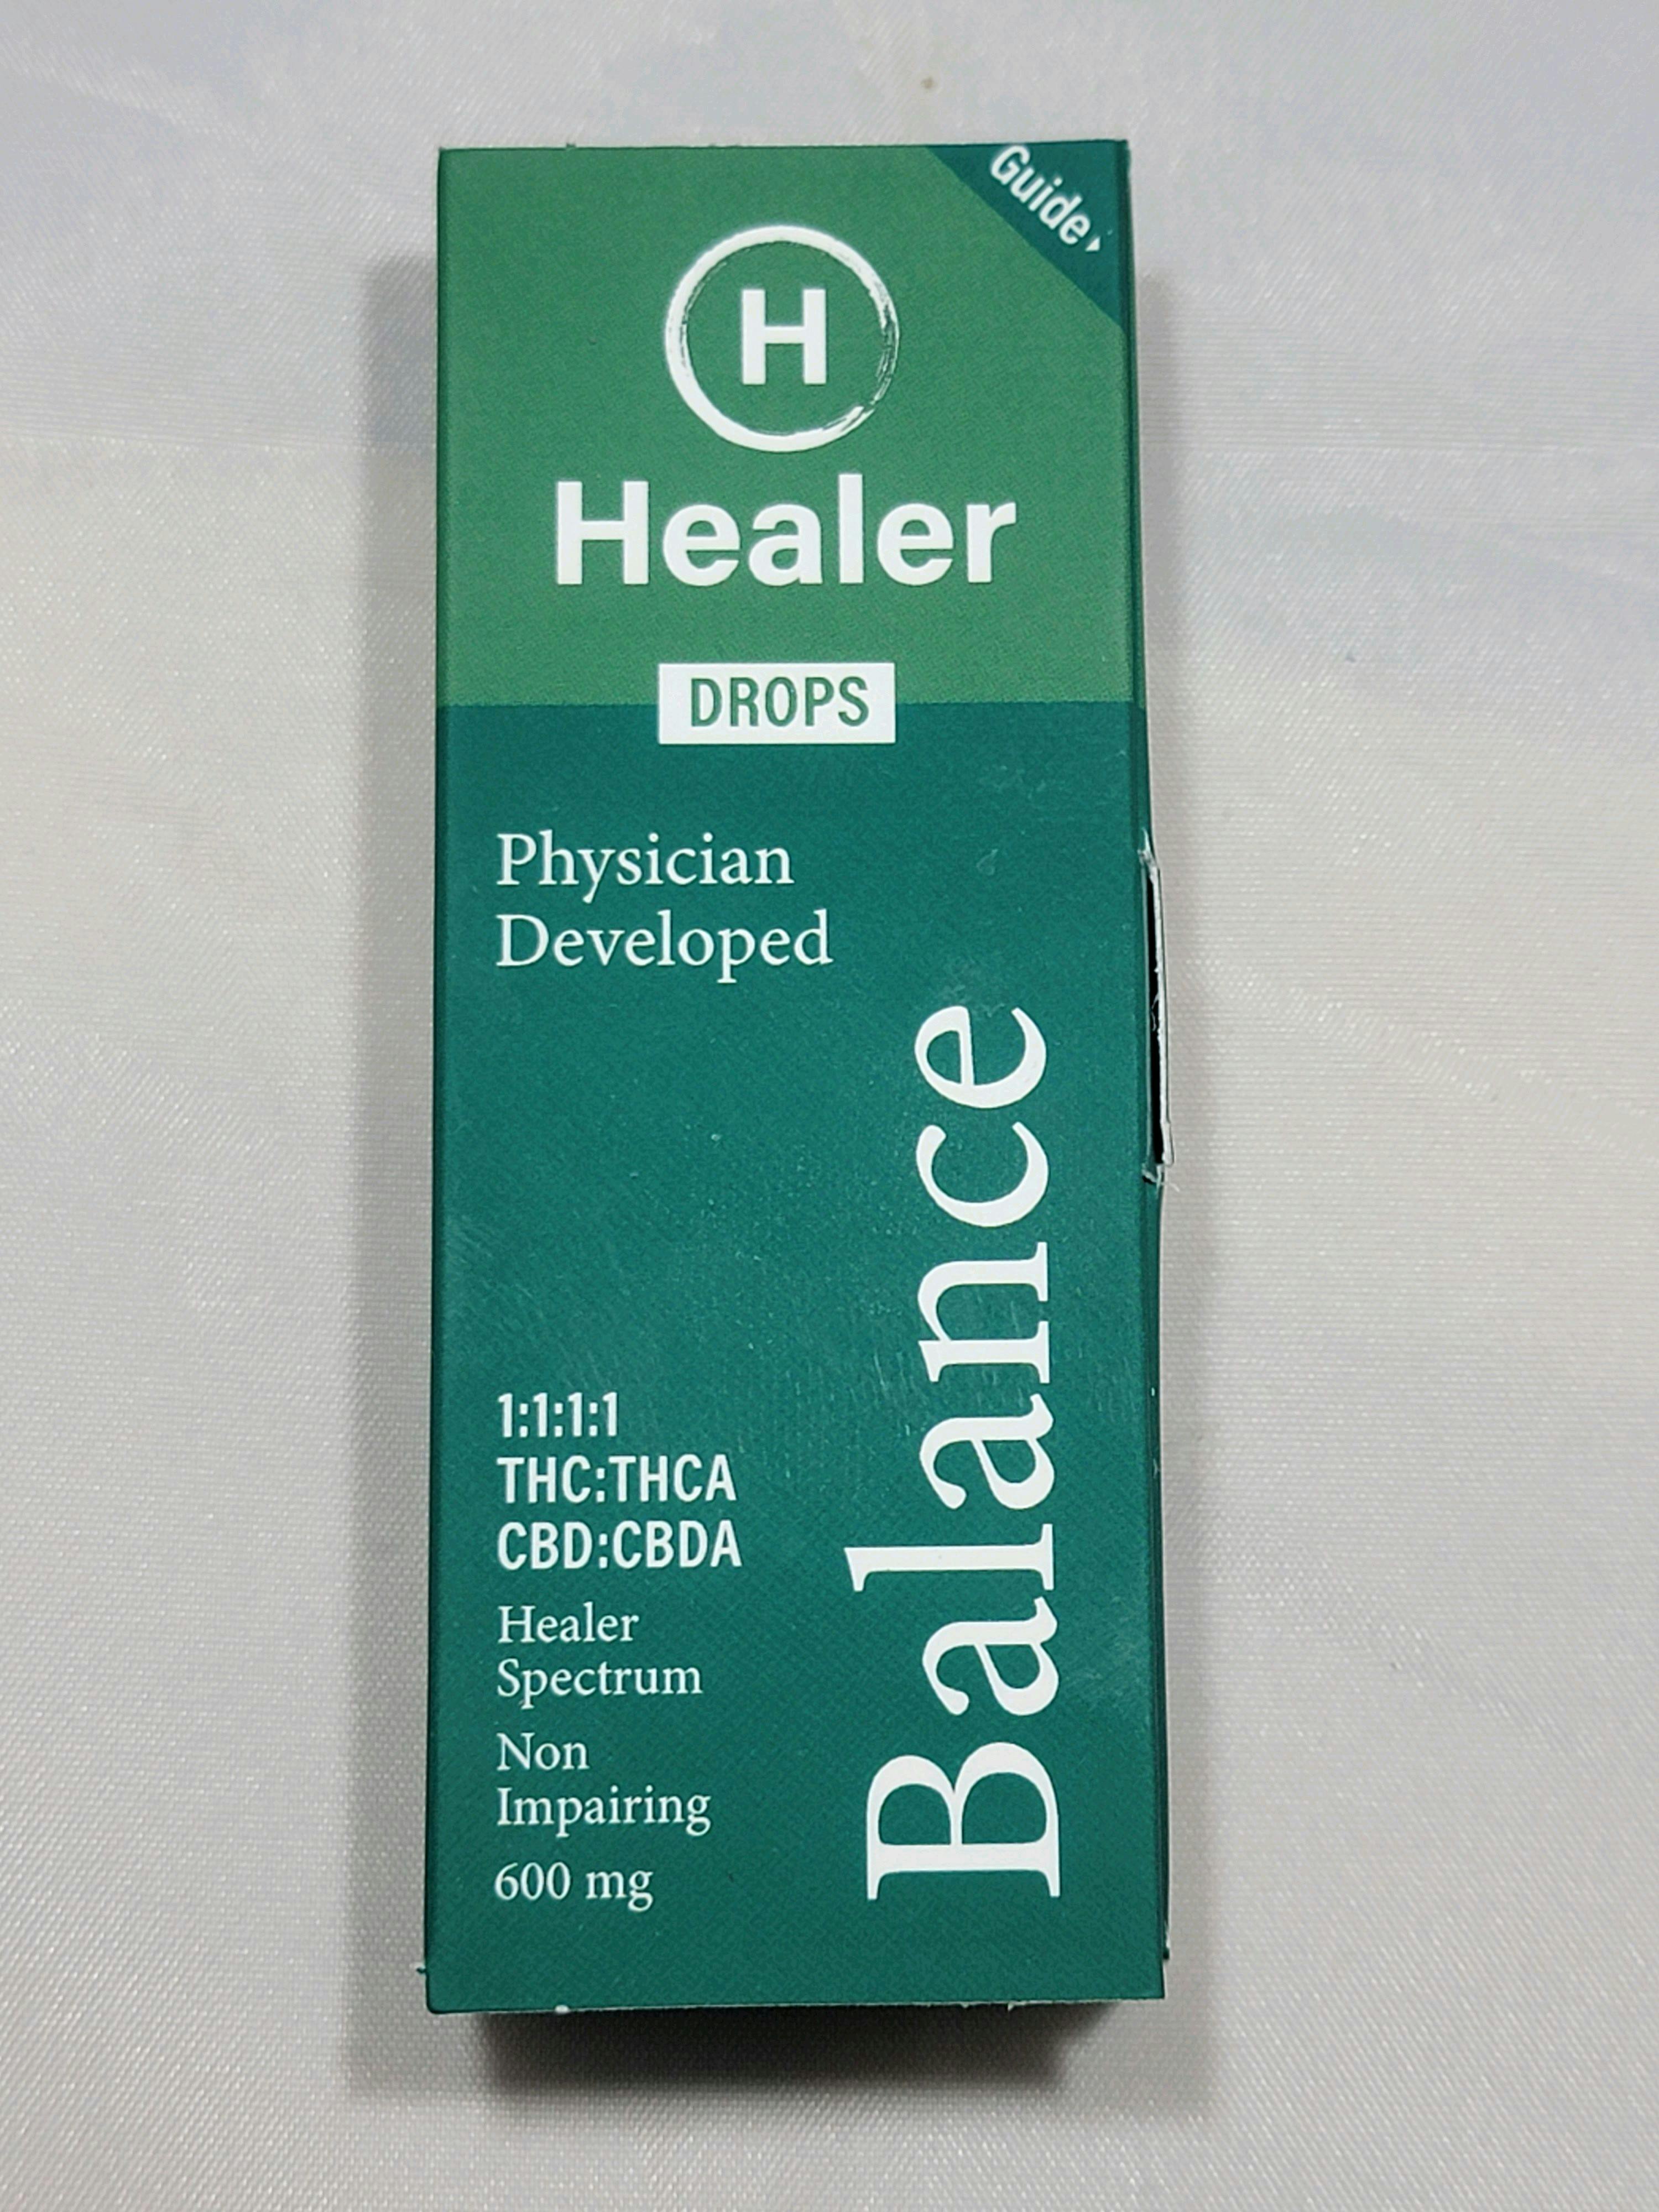 Guide
H
Healer
DROPS
Physician
Developed
Balance
1:1:1:1
THC:THCA
CBD:CBDA
Healer
Spectrum
Non
Impairing
600 mg